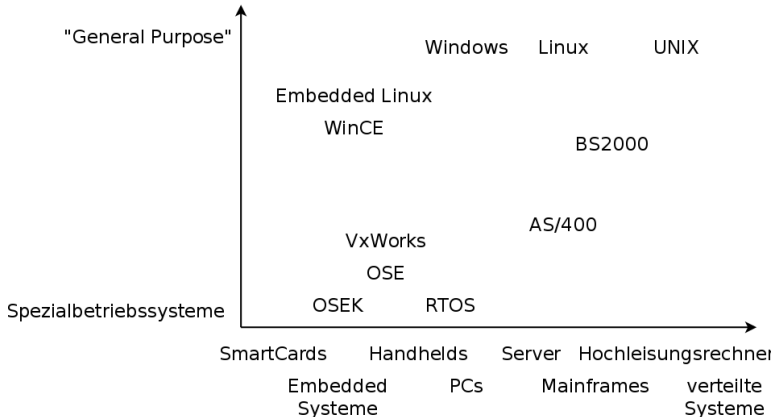 "General Purpose"
Windows Linux UNIX
Embedded Linux
WinCE
BS2000
AS/400
VxWorks
OSE
OSEK RTOS
Spezialbetriebssysteme
SmartCards Handhelds Server Hochleisungsrechner
Embedded PCs Mainframes verteilte
Systeme Systeme